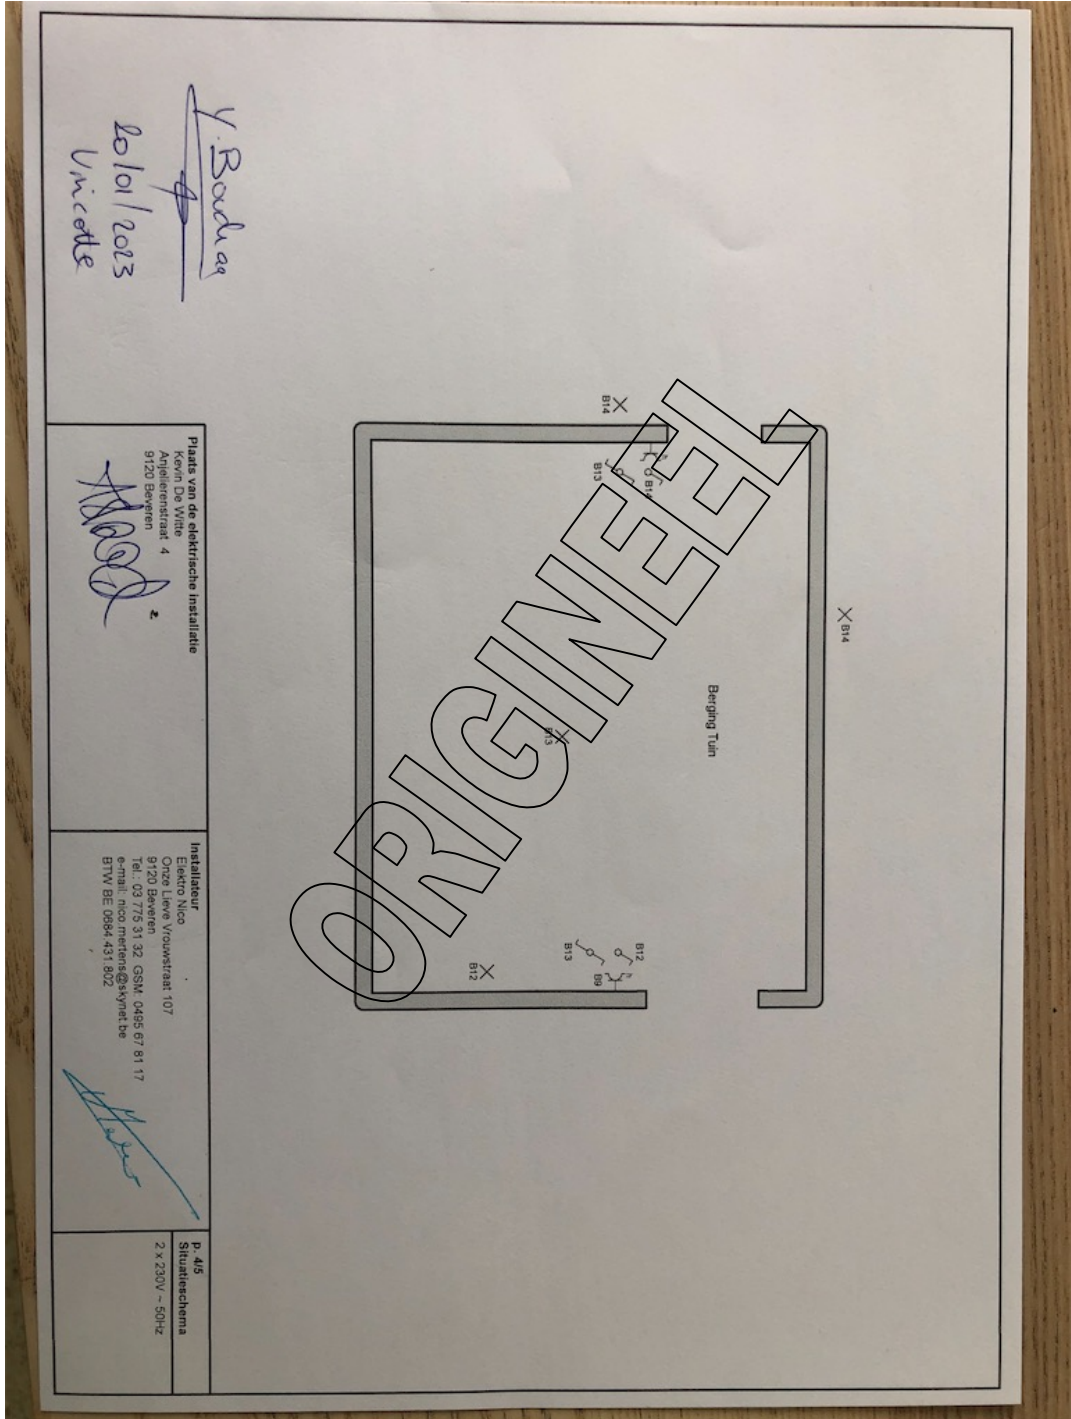 B14
B14
B14
B13
Berging Tuin
B13
B12
B13
B9
B12
ORIGINEEL
20/01/2023
Plaats van de elektrische installatie
Kevin De Witte
Anjelierenstraat 4
9120 Beveren
Installateur
Elektro Nico
Onze Lieve Vrouwstraat 107
9120 Beveren
Tel.: 03 775 31 32 GSM: 0495 67 81 17
e-mail: nico.mertens@skynet.be
BTW BE 0684.431.802
p. 4/5
Situatieschema
2 x 230V ~ 50Hz